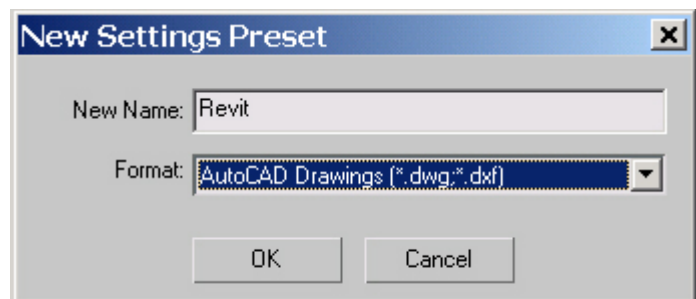 New Settings Preset
New Name: Revit
Format: AutoCAD Drawings (*.dwg;*.dxf)
OK Cancel